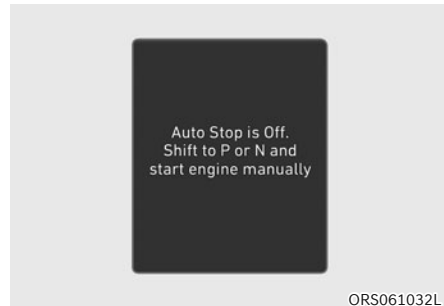 Auto Stop is Off.
Shift to P or N and
start engine manually
ORS061032L